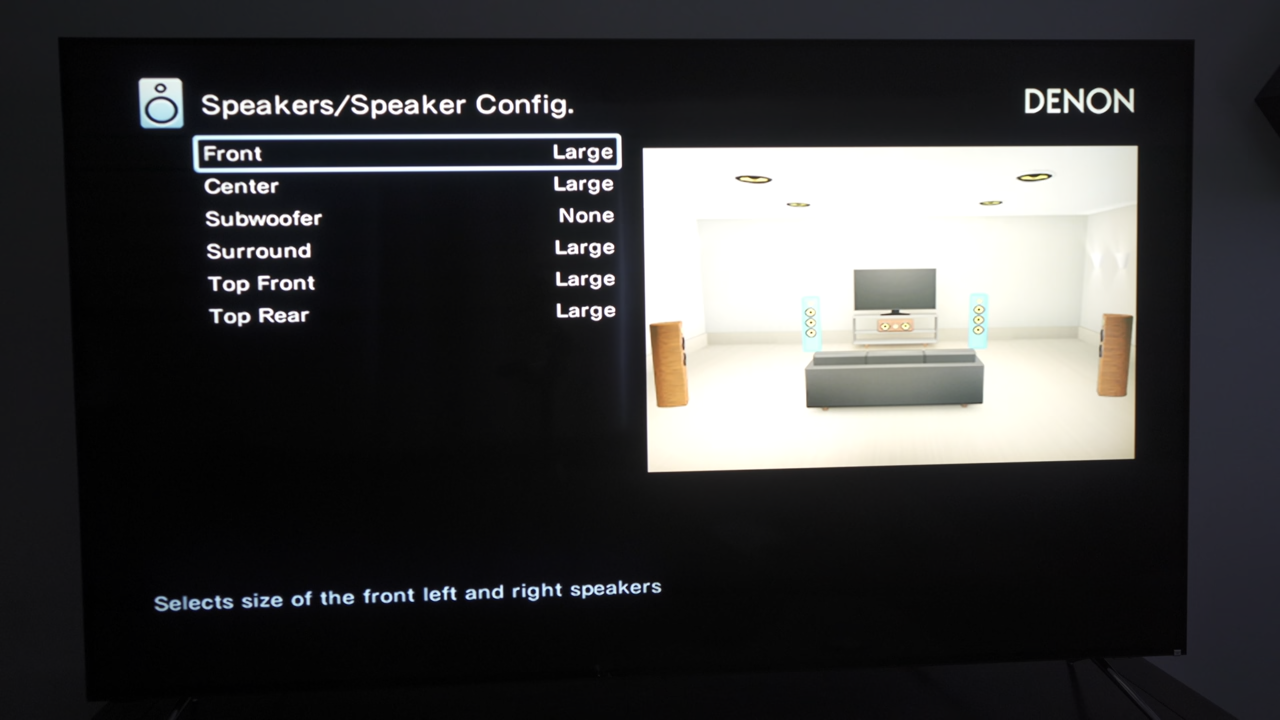 Speakers/Speaker Config.
DENON
Front Large
Center Large
Subwoofer None
Surround Large
Top Front Large
Top Rear Large
Selects size of the front left and right speakers